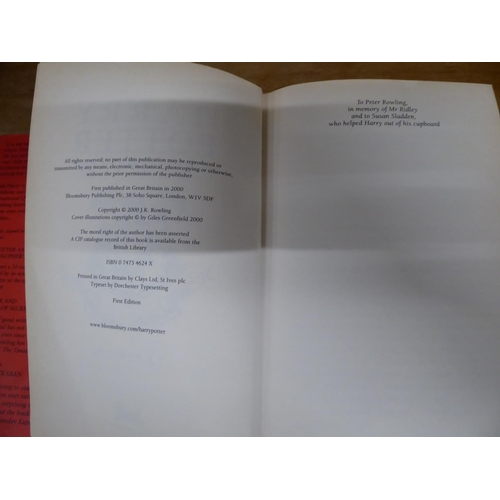 All rights reserved; no part of this publication may be reproduced or
transmitted by any means, electronic, mechanical, photocopying or otherwise,
without the prior permission of the publisher
First published in Great Britain in 2000
Bloomsbury Publishing Plc, 38 Soho Square, London, W1V 5DF
Copyright © 2000 J.K. Rowling
Cover illustrations copyright © by Giles Greenfield 2000
The moral right of the author has been asserted
A CIP catalogue record of this book is available from the
British Library
ISBN 0 7475 4624 X
Printed in Great Britain by Clays Ltd, St Ives plc
Typeset by Dorchester Typesetting
First Edition
www.bloomsbury.com/harrypotter
To Peter Rowling,
in memory of Mr Ridley
and to Susan Sladden,
who helped Harry out of his cupboard